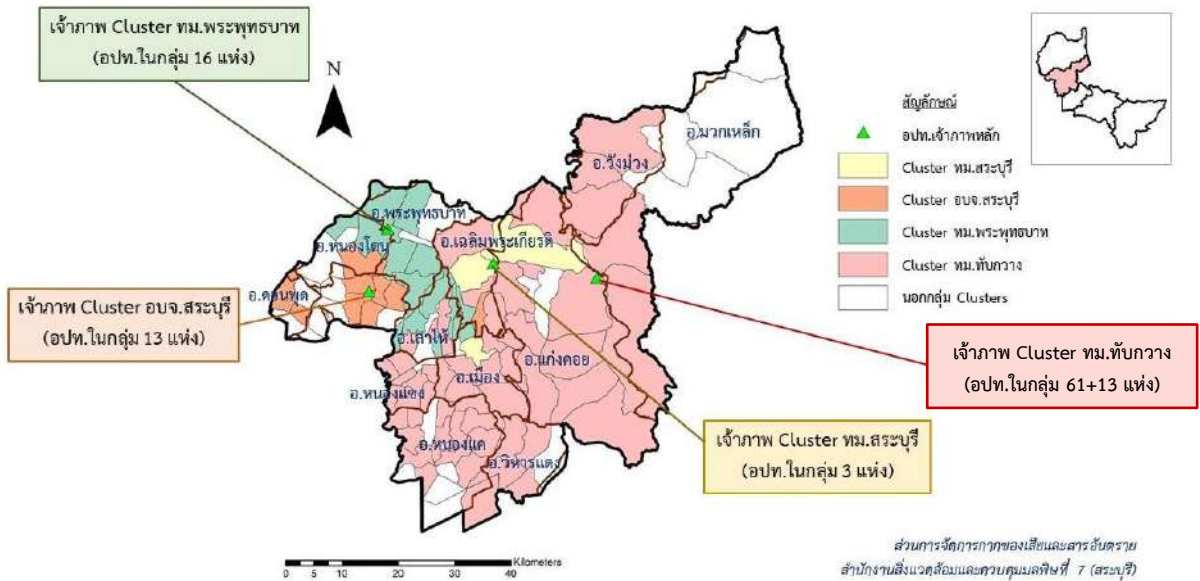 เจ้าภาพ Cluster ทม.พระพุทธบาท
(อปท.ในกลุ่ม 16 แห่ง)
N
สัญลักษณ์
อปท.เจ้าภาพหลัก
Cluster ทม.สระบุรี
Cluster อบจ.สระบุรี
Cluster ทม.พระพุทธบาท
Cluster ทม.ทับกวาง
นอกกลุ่ม Clusters
อ.มวกเหล็ก
อ.วังม่วง
อ.พระพุทธบาท
อ.เฉลิมพระเกียรติ
อ.หนองโดน
อ.ดอนพุด
เจ้าภาพ Cluster อบจ.สระบุรี
(อปท.ในกลุ่ม 13 แห่ง)
อ.เสาไห้
อ.แก่งคอย
อ.เมือง
อ.หนองแซง
อ.หนองแค
อ.วิหารแดง
เจ้าภาพ Cluster ทม.ทับกวาง
(อปท.ในกลุ่ม 61+13 แห่ง)
เจ้าภาพ Cluster ทม.สระบุรี
(อปท.ในกลุ่ม 3 แห่ง)
Kilometers
0 5 10 20 30 40
ส่วนการจัดการกากของเสียและสารอันตราย
สำนักงานสิ่งแวดล้อมและควบคุมมลพิษที่ 7 (สระบุรี)